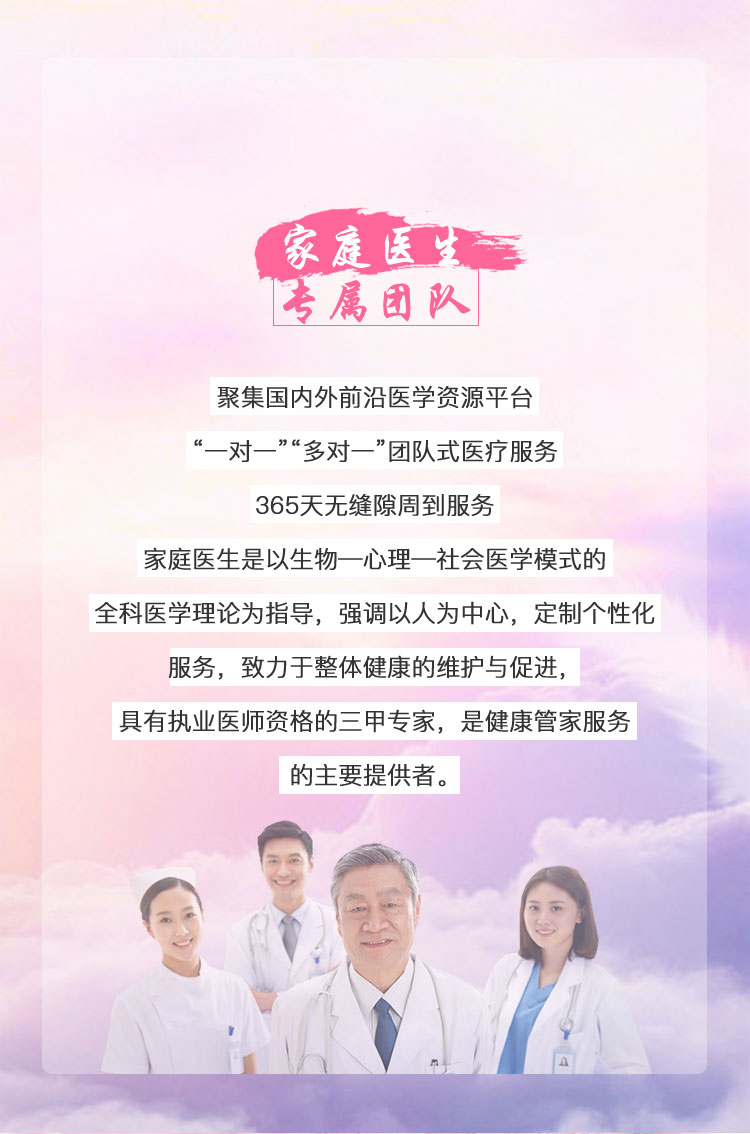 家庭医生
专属团队
聚集国内外前沿医学资源平台
“一对一”“多对一”团队式医疗服务
365天无缝隙周到服务
家庭医生是以生物—心理—社会医学模式的
全科医学理论为指导，强调以人为中心，定制个性化
服务，致力于整体健康的维护与促进，
具有执业医师资格的三甲专家，是健康管家服务
的主要提供者。